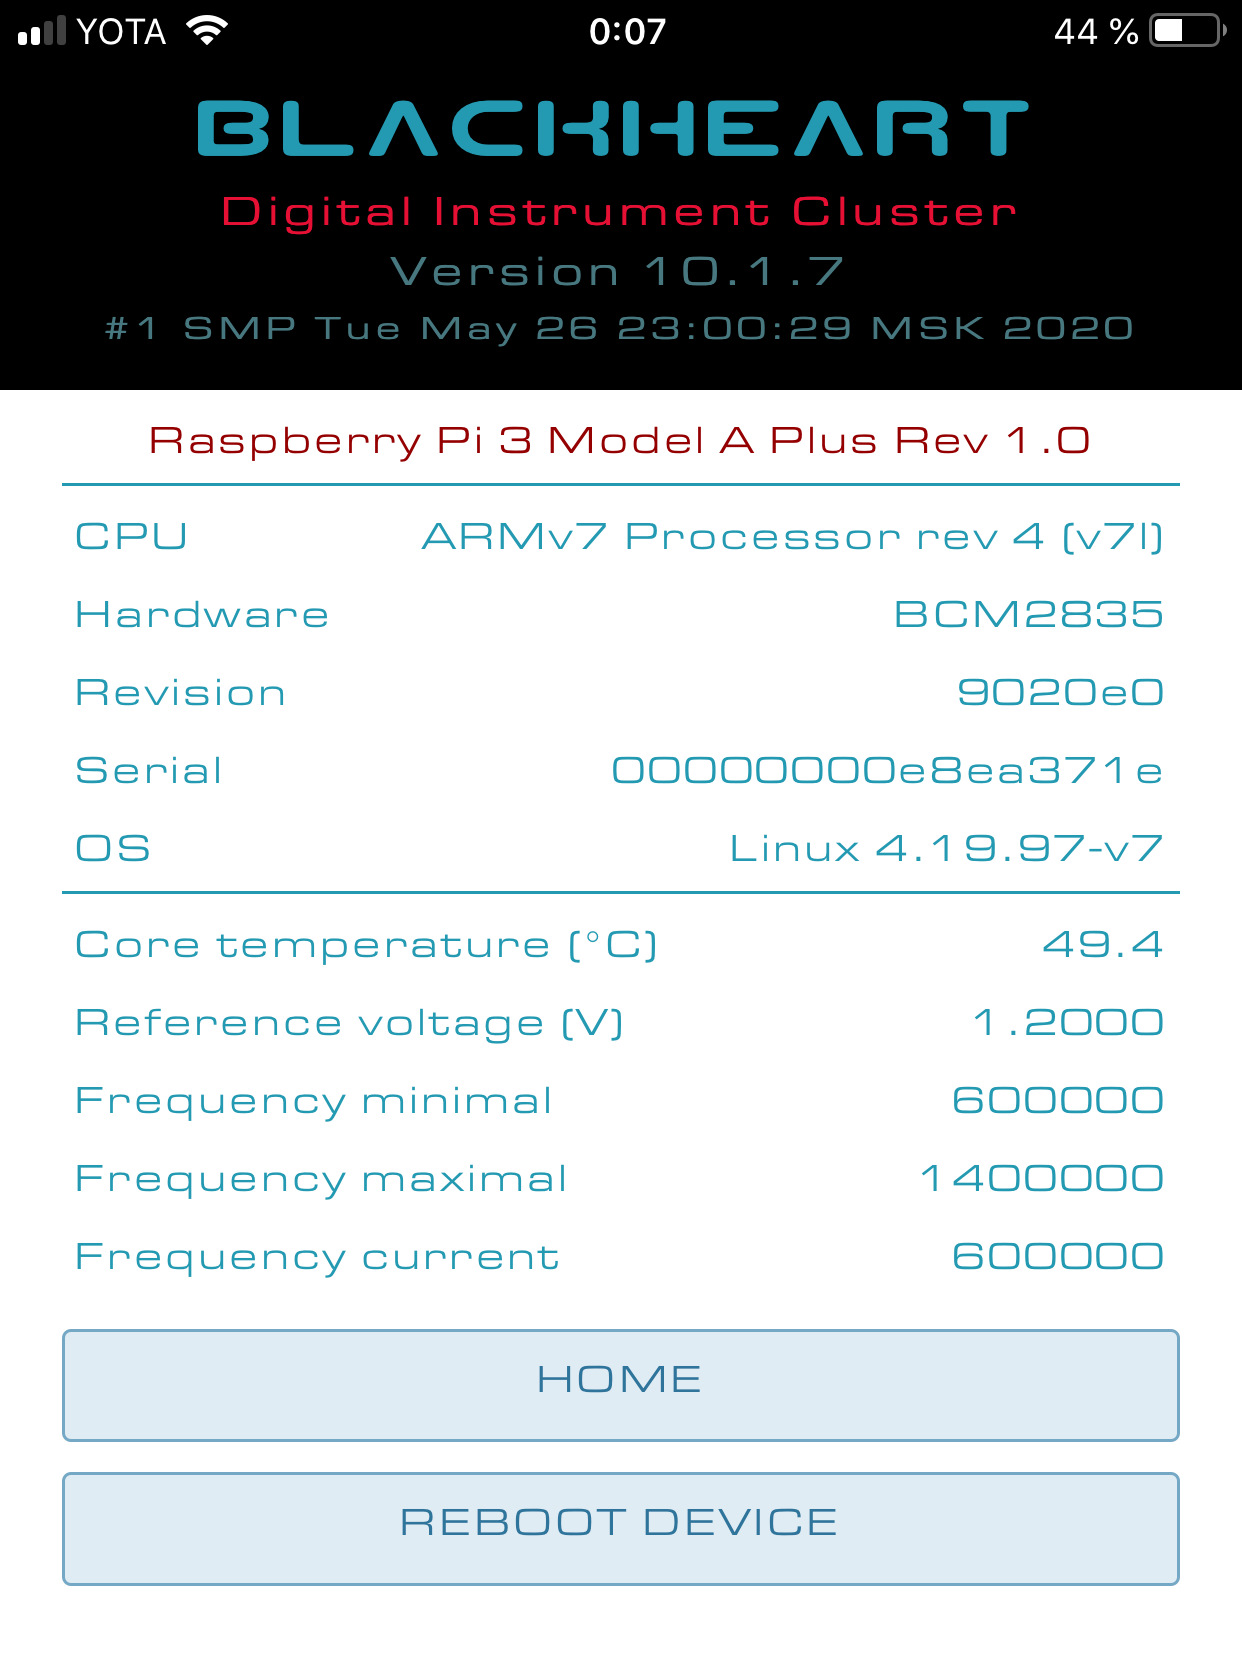 YOTA 0:07 44 %
BLACKHEART
Digital Instrument Cluster
Version 10.1.7
#1 SMP Tue May 26 23:00:29 MSK 2020
Raspberry Pi 3 Model A Plus Rev 1.0
CPU ARMv7 Processor rev 4 (v7l)
Hardware BCM2835
Revision 9020e0
Serial 00000000e8ea371e
OS Linux 4.19.97-v7
Core temperature (°C) 49.4
Reference voltage (V) 1.2000
Frequency minimal 600000
Frequency maximal 1400000
Frequency current 600000
HOME
REBOOT DEVICE